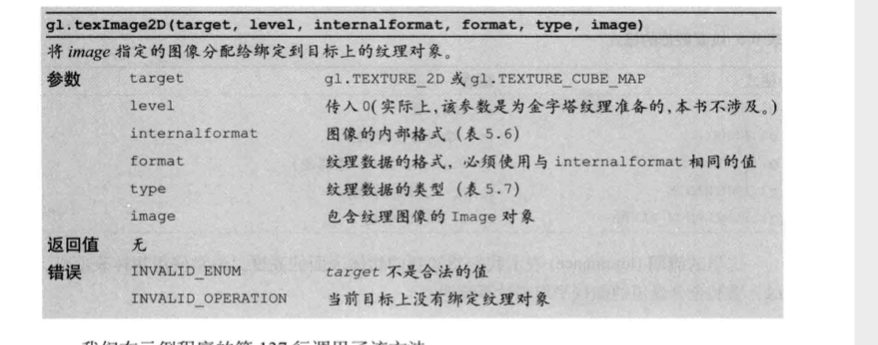 gl.texImage2D(target, level, internalformat, format, type, image)
将 image 指定的图像分配给绑定到目标上的纹理对象。
参数 target gl.TEXTURE_2D 或 gl.TEXTURE_CUBE_MAP
level 传入 0(实际上,该参数是为金字塔纹理准备的,本书不涉及。)
internalformat 图像的内部格式 (表 5.6)
format 纹理数据的格式, 必须使用与 internalformat 相同的值
type 纹理数据的类型 (表 5.7)
image 包含纹理图像的 Image 对象
返回值 无
错误 INVALID_ENUM target 不是合法的值
INVALID_OPERATION 当前目标上没有绑定纹理对象